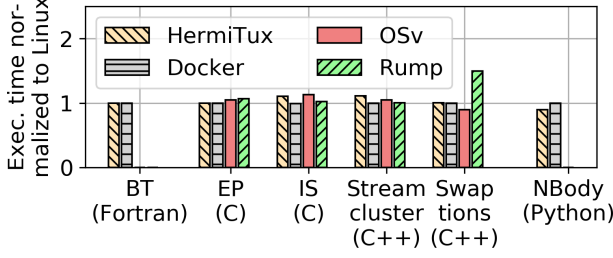 Exec. time nor-
malized to Linux
2
1
0
HermiTux
OSv
Docker
Rump
BT
(Fortran)
EP
(C)
IS
(C)
Stream
cluster
(C++)
Swap
tions
(C++)
NBody
(Python)